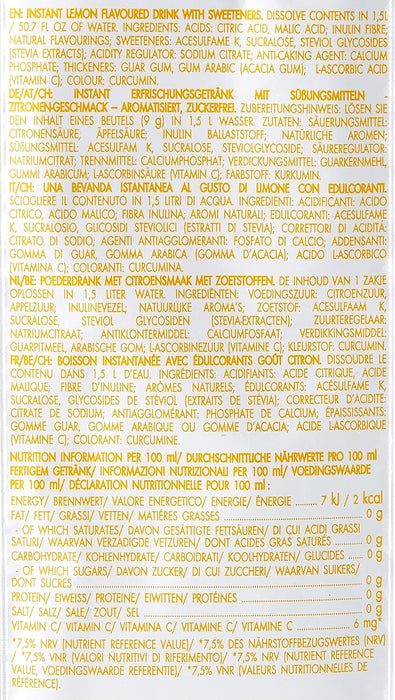 EN: INSTANT LEMON FLAVOURED DRINK WITH SWEETENERS. DISSOLVE CONTENTS IN 1,5L
/ 50.7 FL OZ OF WATER. INGREDIENTS: ACIDS: CITRIC ACID, MALIC ACID; INULIN FIBRE;
NATURAL FLAVOURINGS; SWEETENERS: ACESULFAME K, SUCRALOSE, STEVIOL GLYCOSIDES
(STEVIA EXTRACTS); ACIDITY REGULATOR: SODIUM CITRATE; ANTI-CAKING AGENT: CALCIUM
PHOSPHATE; THICKENERS: GUAR GUM, GUM ARABIC (ACACIA GUM); L-ASCORBIC ACID
(VITAMIN C); COLOUR: CURCUMIN.
DE/AT/CH: INSTANT ERFRISCHUNGSGETRÄNK MIT SÜßUNGSMITTELN -
ZITRONEN-GESCHMACK – AROMATISIERT, ZUCKERFREI. ZUBEREITUNGSHINWEIS: LÖSEN SIE
DEN INHALT EINES BEUTELS (9 g) IN 1,5 L WASSER. ZUTATEN: SÄUERUNGSMITTEL:
CITRONENSÄURE, ÄPFELSÄURE; INULIN BALLASTSTOFF; NATÜRLICHE AROMEN;
SÜßUNGSMITTEL: ACESULFAM K, SUCRALOSE, STEVIOLGLYCOSIDE; SÄUREREGULATOR:
NATRIUMCITRAT; TRENNMITTEL: CALCIUMPHOSPHAT; VERDICKUNGSMITTEL: GUARKERNMEHL,
GUMMI ARABICUM; L-ASCORBINSÄURE (VITAMIN C); FARBSTOFF: KURKUMIN.
IT/CH: UNA BEVANDA ISTANTANEA AL GUSTO DI LIMONE CON EDULCORANTI.
SCIOGLIERE IL CONTENUTO IN 1,5 LITRI DI ACQUA. INGREDIENTI: ACIDIFICANTI: ACIDO
CITRICO, ACIDO MALICO; FIBRA INULINA; AROMI NATURALI; EDULCORANTI: ACESULFAME
K, SUCRALOSIO, GLICOSIDI STEVIOLICI (ESTRATTI DI STEVIA); CORRETTORI DI ACIDITÁ:
CITRATO DI SODIO; AGENTI ANTIAGGLOMERANTI: FOSFATO DI CALCIO; ADDENSANTI:
GOMMA DI GUAR, GOMMA ARABICA (GOMMA D'ACACIA); ACIDO L-ASCORBICO
(VITAMINA C); COLORANTI: CURCUMINA.
NL/BE: POEDERDRANK MET CITROENSMAAK MET ZOETSTOFFEN. DE INHOUD VAN 1 ZAKJE
OPLOSSEN IN 1,5 LITER WATER. INGREDIËNTEN: VOEDINGSZUUR: CITROENZUUR,
APPELZUUR; INULINEVEZEL; NATUURLIJKE AROMA'S; ZOETSTOF: ACESULFAAM K,
SUCRALOSE, STEVIOL GLYCOSIDEN (STEVIA-EXTRACTEN); ZUURTEREGELAAR:
NATRIUMCITRAAT; ANTIKLONTERMIDDEL: CALCIUMFOSFAAT; VERDIKKINGSMIDDEL:
GUARPITMEEL, ARABISCHE GOM; L-ASCORBINEZUUR (VITAMINE C); KLEURSTOF: CURCUMIN.
FR/BE/CH: BOISSON INSTANTANÉE AVEC ÉDULCORANTS GOÛT CITRON. DISSOUDRE LE
CONTENU DANS 1,5 L D'EAU. INGRÉDIENTS: ACIDIFIANTS: ACIDE CITRIQUE, ACIDE
MALIQUE; FIBRE D'INULINE; ARÔMES NATURELS; ÉDULCORANTS: ACÉSULFAME K,
SUCRALOSE, GLYCOSIDES DE STÉVIOL (EXTRAITS DE STÉVIA); CORRECTEUR D'ACIDITÉ:
CITRATE DE SODIUM; ANTIAGGLOMÉRANT: PHOSPHATE DE CALCIUM; ÉPAISSISSANTS:
GOMME GUAR, GOMME ARABIQUE OU GOMME D'ACACIA; ACIDE L-ASCORBIQUE
(VITAMINE C); COLORANT: CURCUMINE.
NUTRITION INFORMATION PER 100 ml/ DURCHSCHNITTLICHE NÄHRWERTE PRO 100 ml
FERTIGEM GETRÄNK/ INFORMAZIONI NUTRIZIONALI PER 100 ml/ VOEDINGSWAARDE
PER 100 ml/ DÉCLARATION NUTRITIONNELLE POUR 100 ml :
ENERGY/ BRENNWERT/ VALORE ENERGETICO/ ENERGIE/ ÉNERGIE ....... 7 kJ / 2 kcal
FAT/ FETT/ GRASSI/ VETTEN/ MATIÈRES GRASSES ....... 0 g
- OF WHICH SATURATES/ DAVON GESÄTTIGTE FETTSÄUREN/ DI CUI ACIDI GRASSI
SATURI/ WAARVAN VERZADIGDE VETZUREN/ DONT ACIDES GRAS SATURÉS ....... 0 g
CARBOHYDRATE/ KOHLENHYDRATE/ CARBOIDRATI/ KOOLHYDRATEN/ GLUCIDES ....... 0 g
- OF WHICH SUGARS/ DAVON ZUCKER/ DI CUI ZUCCHERI/ WAARVAN SUIKERS/
DONT SUCRES ....... 0 g
PROTEIN/ EIWEISS/ PROTEINE/ EIWITTEN/ PROTÉINES ....... 0 g
SALT/ SALZ/ SALE/ ZOUT/ SEL ....... 0 g
VITAMIN C/ VITAMIN C/ VITAMINA C/ VITAMINE C/ VITAMINE C ....... 6 mg*
*7,5% NRV (NUTRIENT REFERENCE VALUE)/ *7,5% DES NÄHRSTOFFBEZUGSWERTES (NRV)
/ *7,5% VNR (VALORI NUTRITIVI DI RIFERIMENTO)/ *7,5% NRV (NUTRIENT REFERENCE
VALUE, VOEDINGSWAARDE REFERENTIE)/ *7,5% VNR (VALEURS NUTRITIONNELLES DE
RÉFÉRENCE).